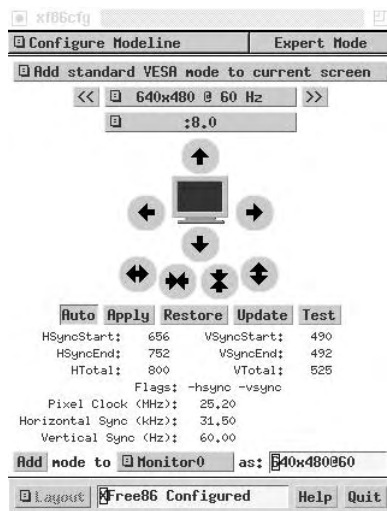 xf86cfg
Configure Modeline Expert Mode
Add standard VESA mode to current screen
<< 640x480 @ 60 Hz >>
:8.0
Auto Apply Restore Update Test
HSyncStart: 656 VSyncStart: 490
HSyncEnd: 752 VSyncEnd: 492
HTotal: 800 VTotal: 525
Flags: -hsync -vsync
Pixel Clock (MHz): 25.20
Horizontal Sync (kHz): 31.50
Vertical Sync (Hz): 60.00
Add mode to Monitor0 as: 640x480@60
Layout XFree86 Configured Help Quit